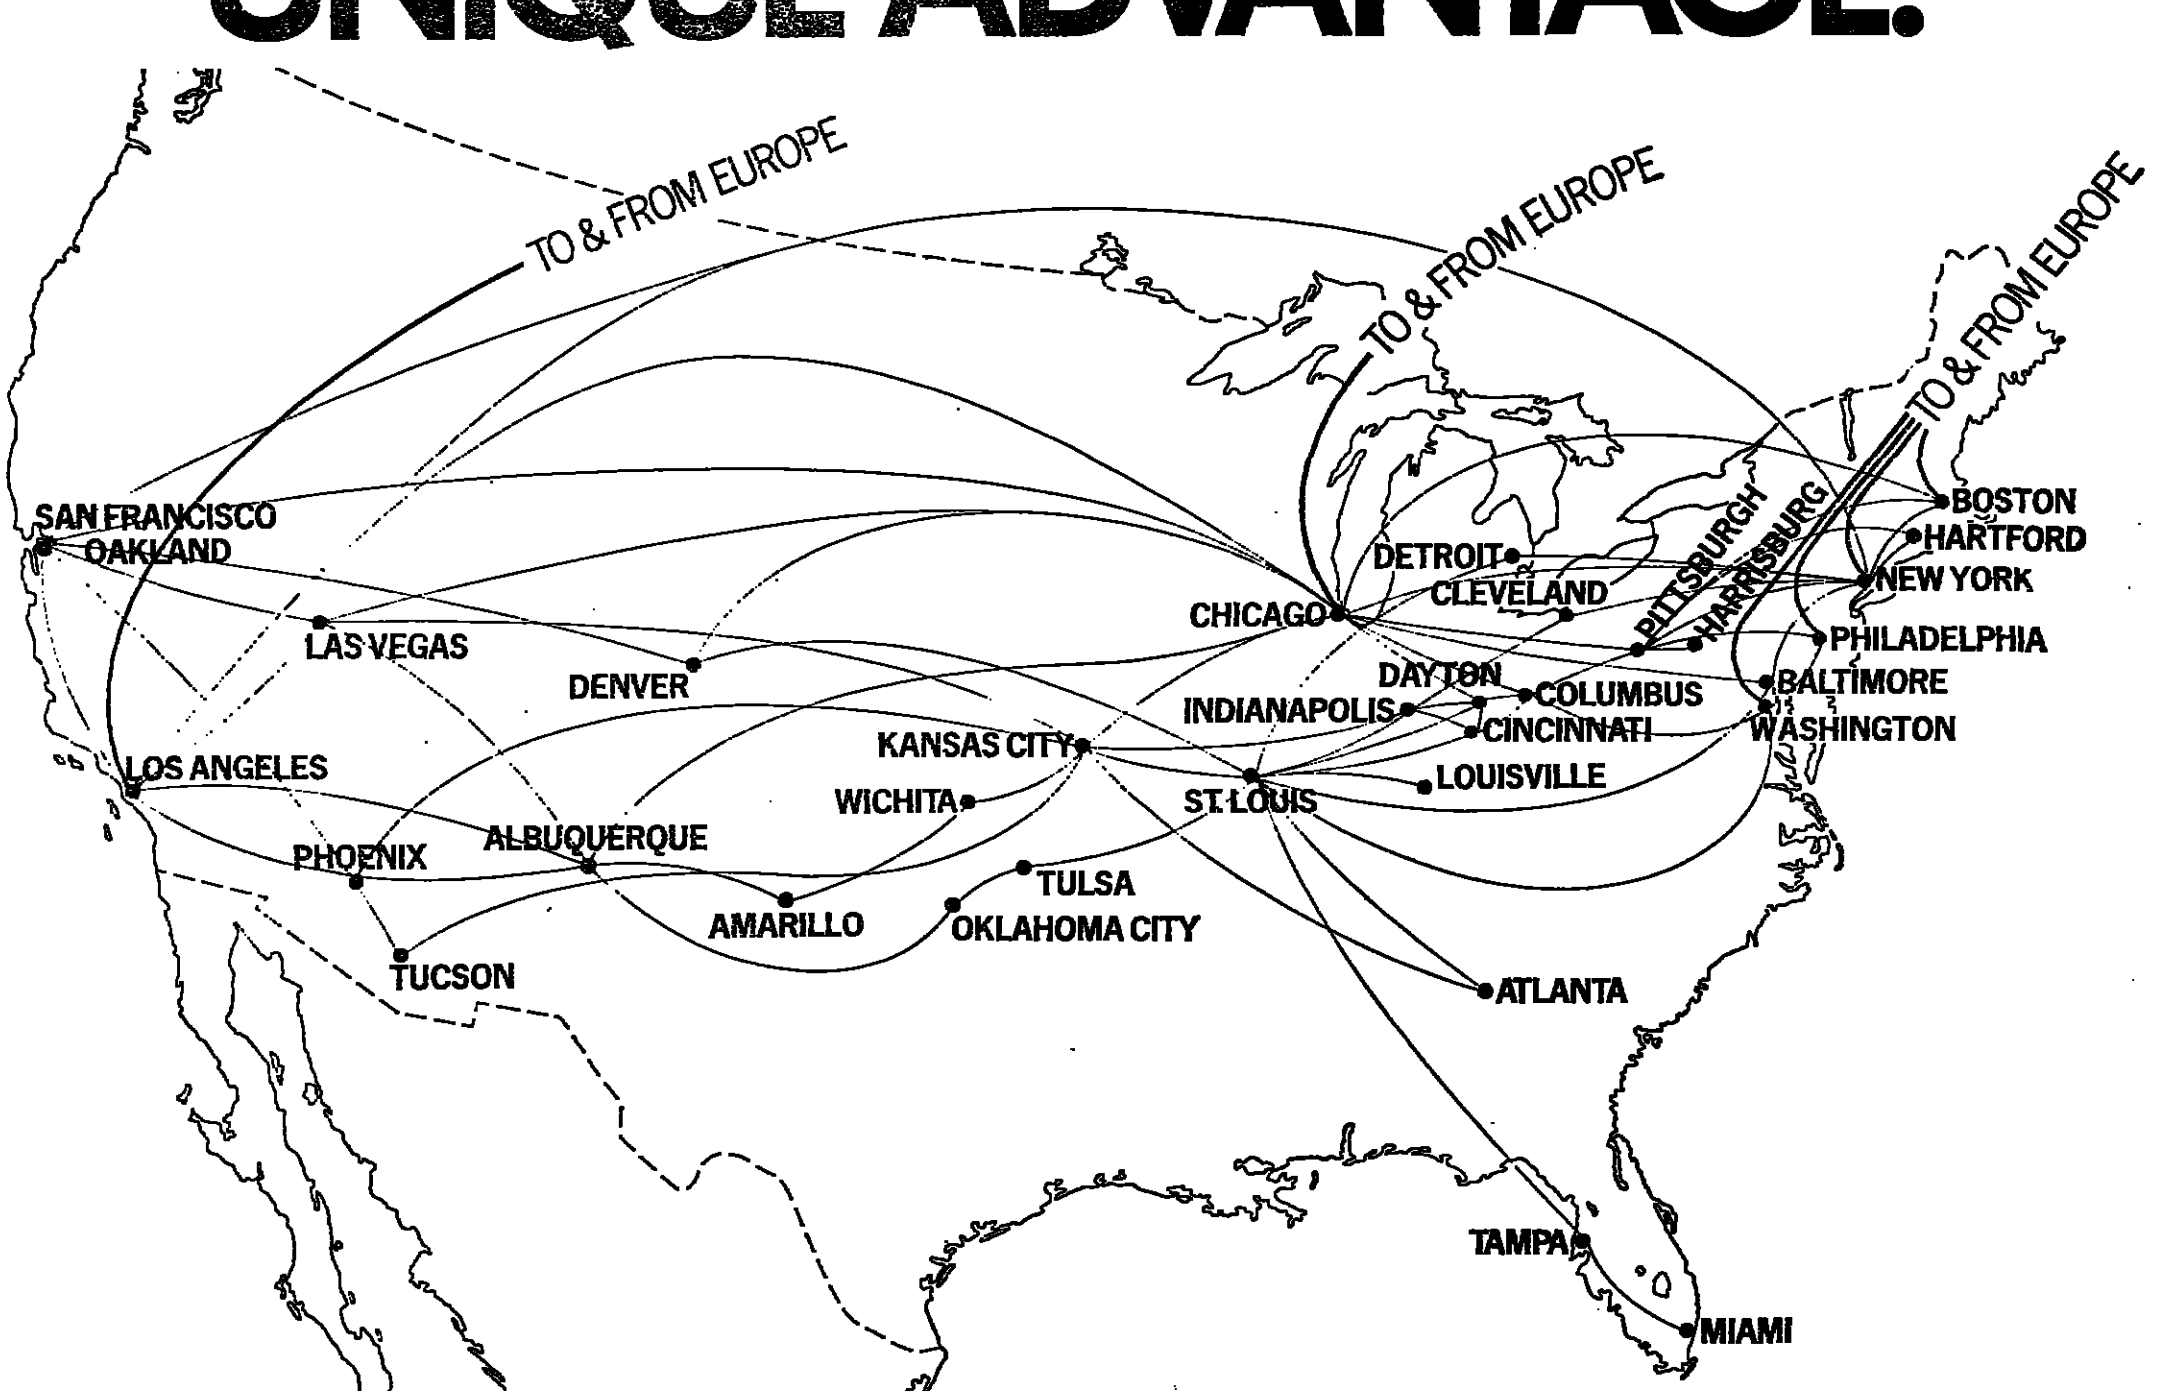 UNIQUE ADVANTAGE.
TO & FROM EUROPE
TO & FROM EUROPE
TO & FROM EUROPE
SAN FRANCISCO
OAKLAND
LAS VEGAS
DENVER
LOS ANGELES
PHOENIX
ALBUQUERQUE
TUCSON
AMARILLO
WICHITA
KANSAS CITY
TULSA
OKLAHOMA CITY
ST. LOUIS
CHICAGO
DETROIT
CLEVELAND
PITTSBURGH
HARRISBURG
DAYTON
INDIANAPOLIS
COLUMBUS
CINCINNATI
LOUISVILLE
BOSTON
HARTFORD
NEW YORK
PHILADELPHIA
BALTIMORE
WASHINGTON
ATLANTA
TAMPA
MIAMI